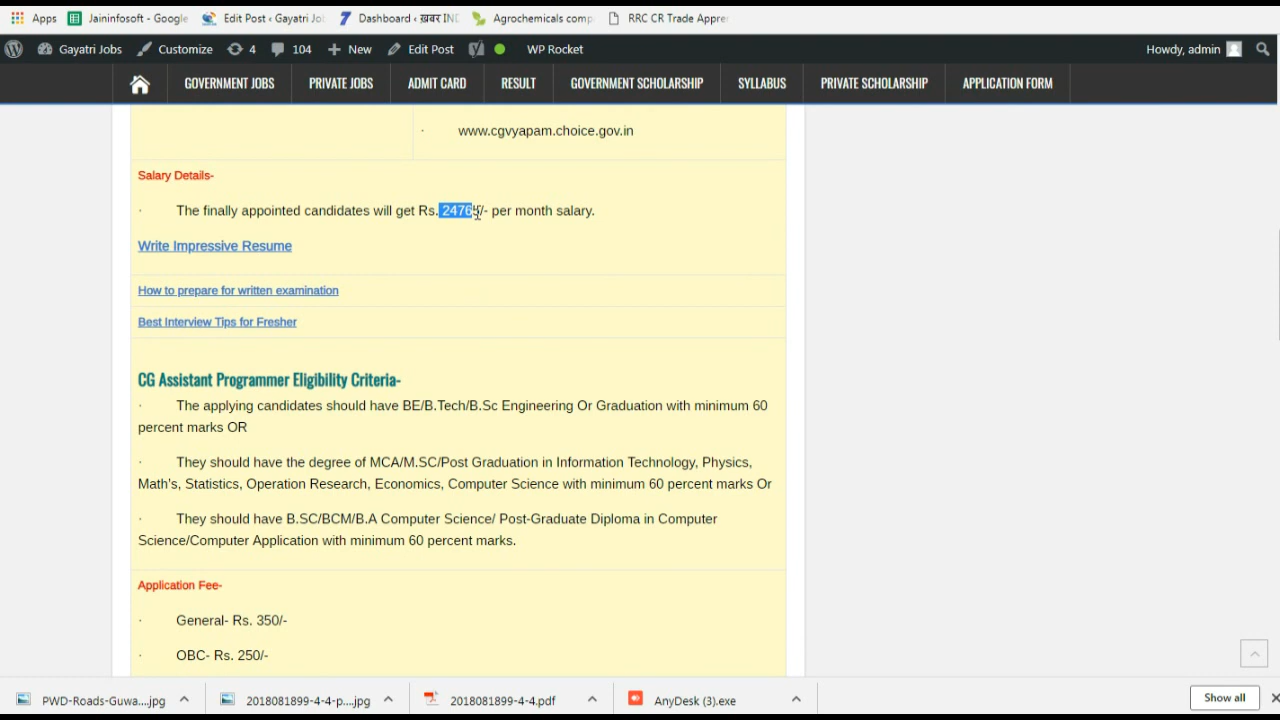 Apps Jaininfosoft - Google Edit Post ‹ Gayatri Jo Dashboard ‹ ख़बर IND Agrochemicals comp RRC CR Trade Appre
Gayatri Jobs Customize 4 104 New Edit Post WP Rocket Howdy, admin
GOVERNMENT JOBS PRIVATE JOBS ADMIT CARD RESULT GOVERNMENT SCHOLARSHIP SYLLABUS PRIVATE SCHOLARSHIP APPLICATION FORM
· www.cgvyapam.choice.gov.in
Salary Details-
· The finally appointed candidates will get Rs. 2476 /- per month salary.
Write Impressive Resume
How to prepare for written examination
Best Interview Tips for Fresher
CG Assistant Programmer Eligibility Criteria-
· The applying candidates should have BE/B.Tech/B.Sc Engineering Or Graduation with minimum 60
percent marks OR
· They should have the degree of MCA/M.SC/Post Graduation in Information Technology, Physics,
Math's, Statistics, Operation Research, Economics, Computer Science with minimum 60 percent marks Or
· They should have B.SC/BCM/B.A Computer Science/ Post-Graduate Diploma in Computer
Science/Computer Application with minimum 60 percent marks.
Application Fee-
· General- Rs. 350/-
· OBC- Rs. 250/-
PWD-Roads-Guwa....jpg 2018081899-4-4-p....jpg 2018081899-4-4.pdf AnyDesk (3).exe Show all